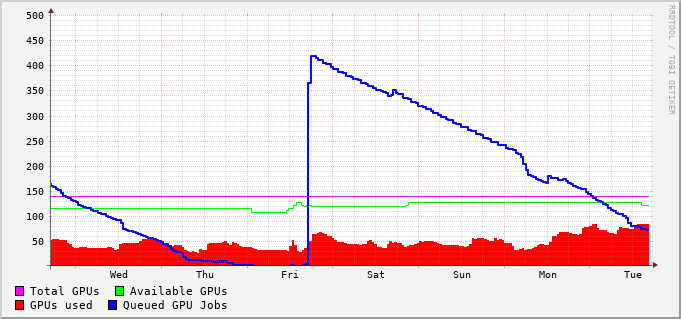 500
450
400
350
300
250
200
150
100
50
Wed Thu Fri Sat Sun Mon Tue
Total GPUs Available GPUs
GPUs used Queued GPU Jobs
RRDTOOL / TOBI OETIKER